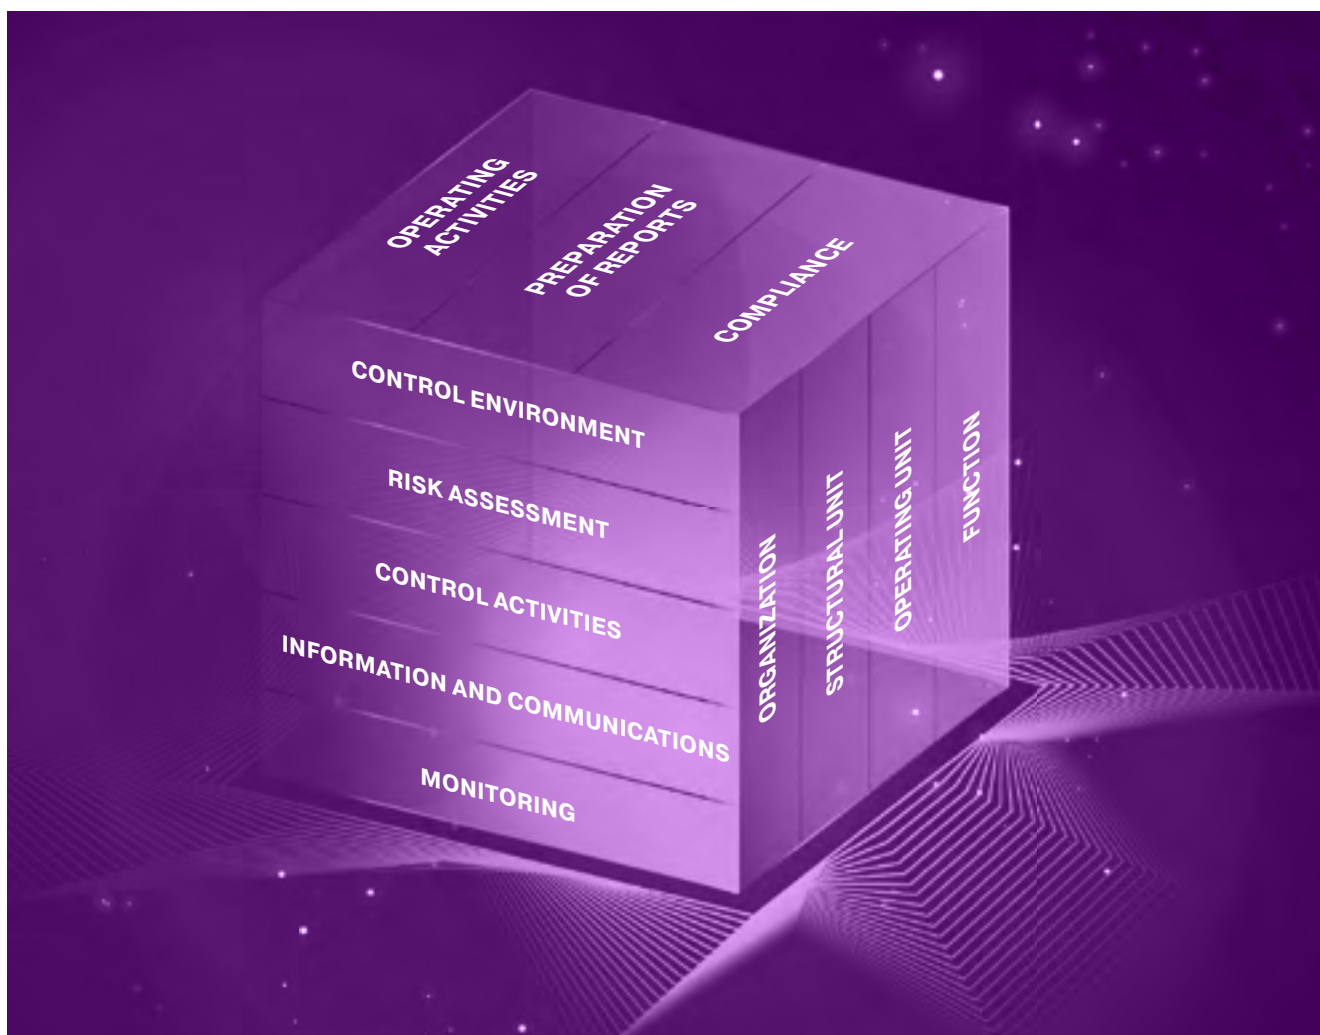 OPERATING
ACTIVITIES
PREPARATION
OF REPORTS
COMPLIANCE
CONTROL ENVIRONMENT
RISK ASSESSMENT
CONTROL ACTIVITIES
INFORMATION AND COMMUNICATIONS
MONITORING
ORGANIZATION
STRUCTURAL UNIT
OPERATING UNIT
FUNCTION